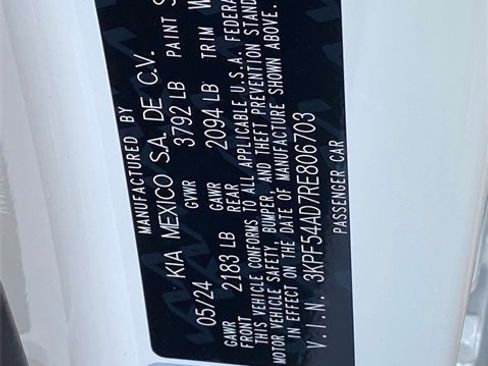 MANUFACTURED BY
KIA MEXICO S.A. DE C.V.
05/24 GVWR 3792 LB PAINT S
GAWR FRONT 2183 LB GAWR REAR 2094 LB TRIM W
THIS VEHICLE CONFORMS TO ALL APPLICABLE U.S.A. FEDERA
MOTOR VEHICLE SAFETY, BUMPER, AND THEFT PREVENTION STAND
IN EFFECT ON THE DATE OF MANUFACTURE SHOWN ABOVE.
V.I.N. 3KPF54AD7RE806703
PASSENGER CAR